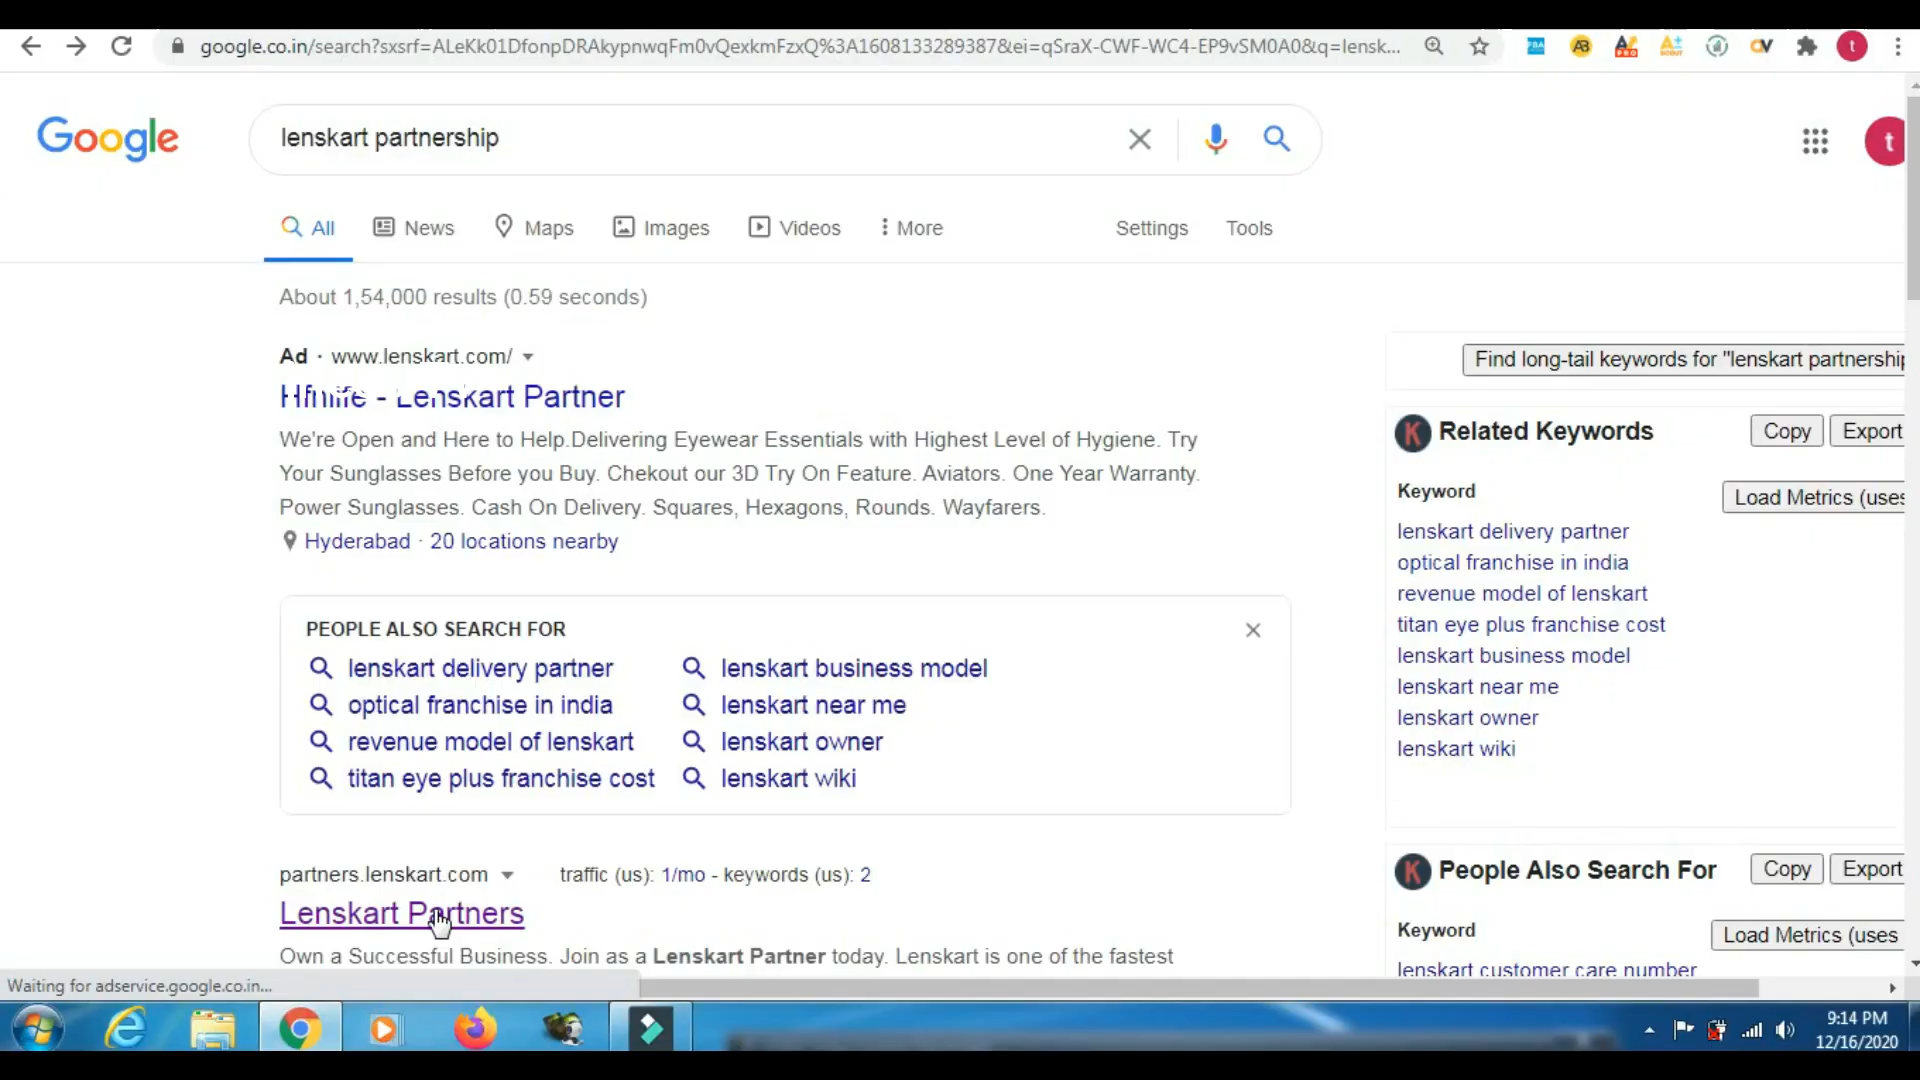 google.co.in/search?sxsrf=ALeKk01DfonpDRAkypnwqFm0vQexkmFzxQ%3A1608133289387&ei=qSraX-CWF-WC4-EP9vSM0A0&q=lensk...
Google
lenskart partnership
t
All
News
Maps
Images
Videos
More
Settings
Tools
About 1,54,000 results (0.59 seconds)
Ad · www.lenskart.com/
- Lenskart Partner
We're Open and Here to Help.Delivering Eyewear Essentials with Highest Level of Hygiene. Try
Your Sunglasses Before you Buy. Chekout our 3D Try On Feature. Aviators. One Year Warranty.
Power Sunglasses. Cash On Delivery. Squares, Hexagons, Rounds. Wayfarers.
Hyderabad · 20 locations nearby
PEOPLE ALSO SEARCH FOR
lenskart delivery partner
lenskart business model
optical franchise in india
lenskart near me
revenue model of lenskart
lenskart owner
titan eye plus franchise cost
lenskart wiki
partners.lenskart.com
traffic (us): 1/mo - keywords (us): 2
Lenskart Partners
Own a Successful Business. Join as a Lenskart Partner today. Lenskart is one of the fastest
Find long-tail keywords for "lenskart partnership
K Related Keywords
Copy
Export
Keyword
Load Metrics (uses
lenskart delivery partner
optical franchise in india
revenue model of lenskart
titan eye plus franchise cost
lenskart business model
lenskart near me
lenskart owner
lenskart wiki
K People Also Search For
Copy
Export
Keyword
Load Metrics (uses
lenskart customer care number
Waiting for adservice.google.co.in...
9:14 PM
12/16/2020